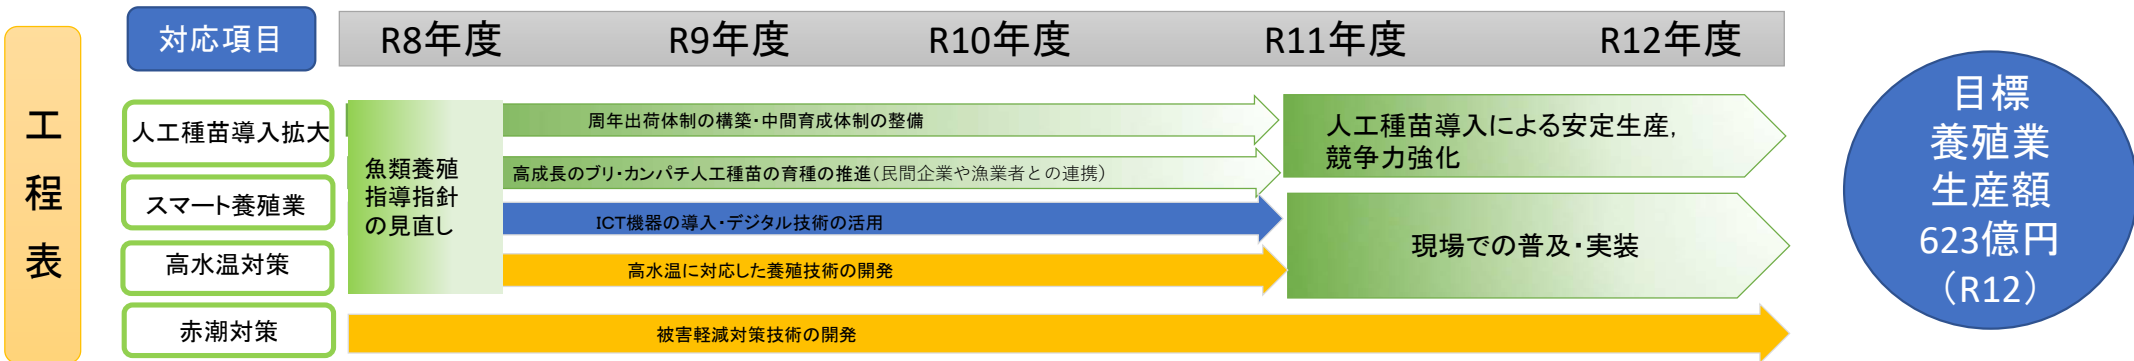 工程表
対応項目
R8年度
R9年度
R10年度
R11年度
R12年度
人工種苗導入拡大
スマート養殖業
高水温対策
赤潮対策
魚類養殖
指導指針
の見直し
周年出荷体制の構築・中間育成体制の整備
高成長のブリ・カンパチ人工種苗の育種の推進(民間企業や漁業者との連携)
ICT機器の導入・デジタル技術の活用
高水温に対応した養殖技術の開発
被害軽減対策技術の開発
人工種苗導入による安定生産,
競争力強化
現場での普及・実装
目標
養殖業
生産額
623億円
(R12)